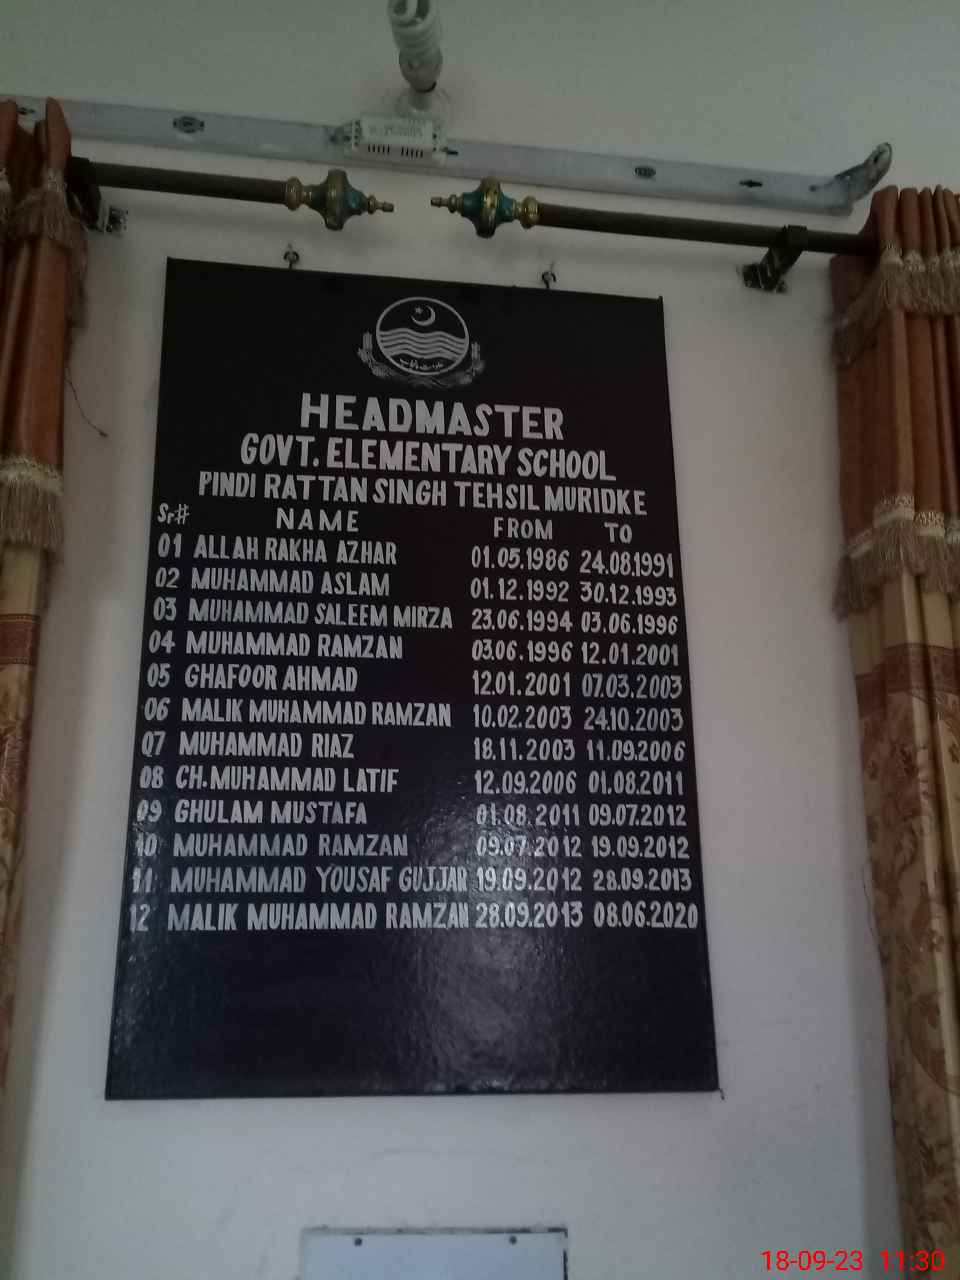 حکومت پنجاب
HEADMASTER
GOVT. ELEMENTARY SCHOOL
PINDI RATTAN SINGH TEHSIL MURIDKE
Sr# NAME FROM TO
01 ALLAH RAKHA AZHAR 01.05.1986 24.08.1991
02 MUHAMMAD ASLAM 01.12.1992 30.12.1993
03 MUHAMMAD SALEEM MIRZA 23.06.1994 03.06.1996
04 MUHAMMAD RAMZAN 03.06.1996 12.01.2001
05 GHAFOOR AHMAD 12.01.2001 07.03.2003
06 MALIK MUHAMMAD RAMZAN 10.02.2003 24.10.2003
07 MUHAMMAD RIAZ 18.11.2003 11.09.2006
08 CH. MUHAMMAD LATIF 12.09.2006 01.08.2011
09 GHULAM MUSTAFA 01.08.2011 09.07.2012
10 MUHAMMAD RAMZAN 09.07.2012 19.09.2012
11 MUHAMMAD YOUSAF GUJJAR 19.09.2012 28.09.2013
12 MALIK MUHAMMAD RAMZAN 28.09.2013 08.06.2020
18-09-23 11:30